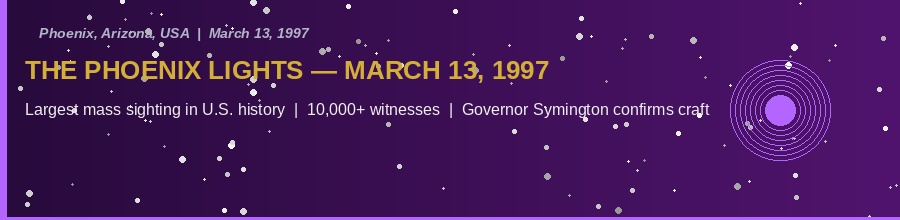 Phoenix, Arizona, USA | March 13, 1997
THE PHOENIX LIGHTS — MARCH 13, 1997
Largest mass sighting in U.S. history | 10,000+ witnesses | Governor Symington confirms craft